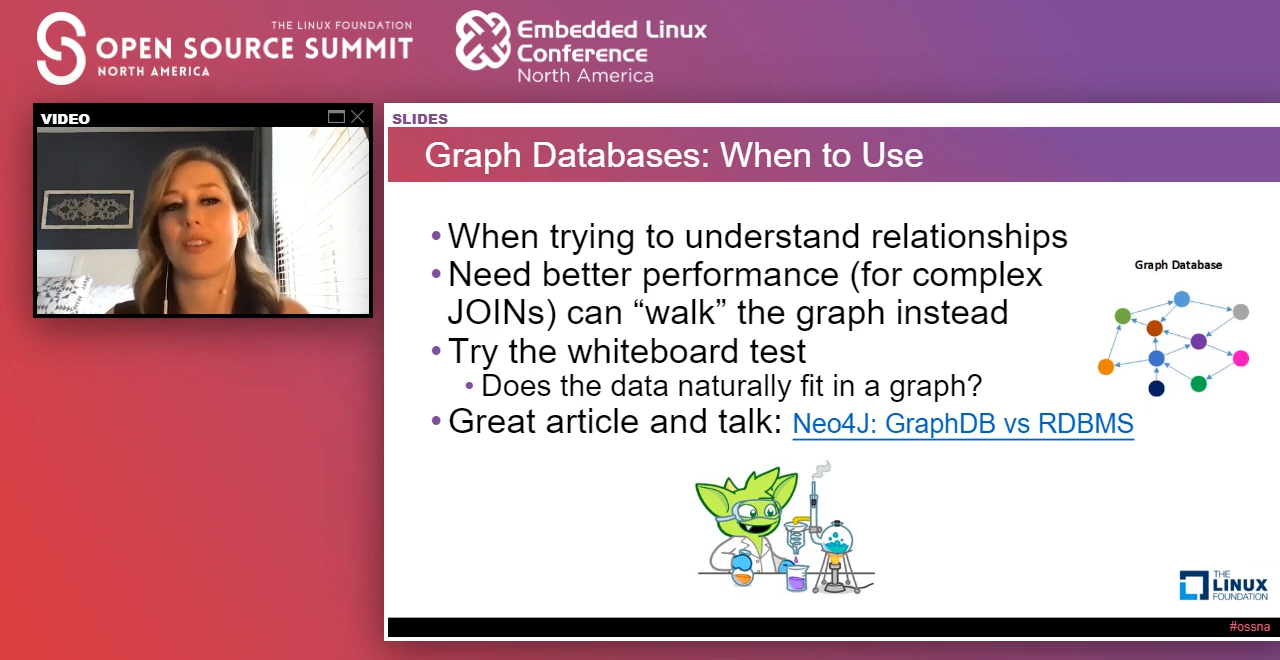 THE LINUX FOUNDATION
OPEN SOURCE SUMMIT
NORTH AMERICA
Embedded Linux
Conference
North America
VIDEO
SLIDES
Graph Databases: When to Use
•When trying to understand relationships
•Need better performance (for complex
JOINs) can “walk” the graph instead
•Try the whiteboard test
•Does the data naturally fit in a graph?
•Great article and talk: Neo4J: GraphDB vs RDBMS
Graph Database
THE
LINUX
FOUNDATION
#ossna